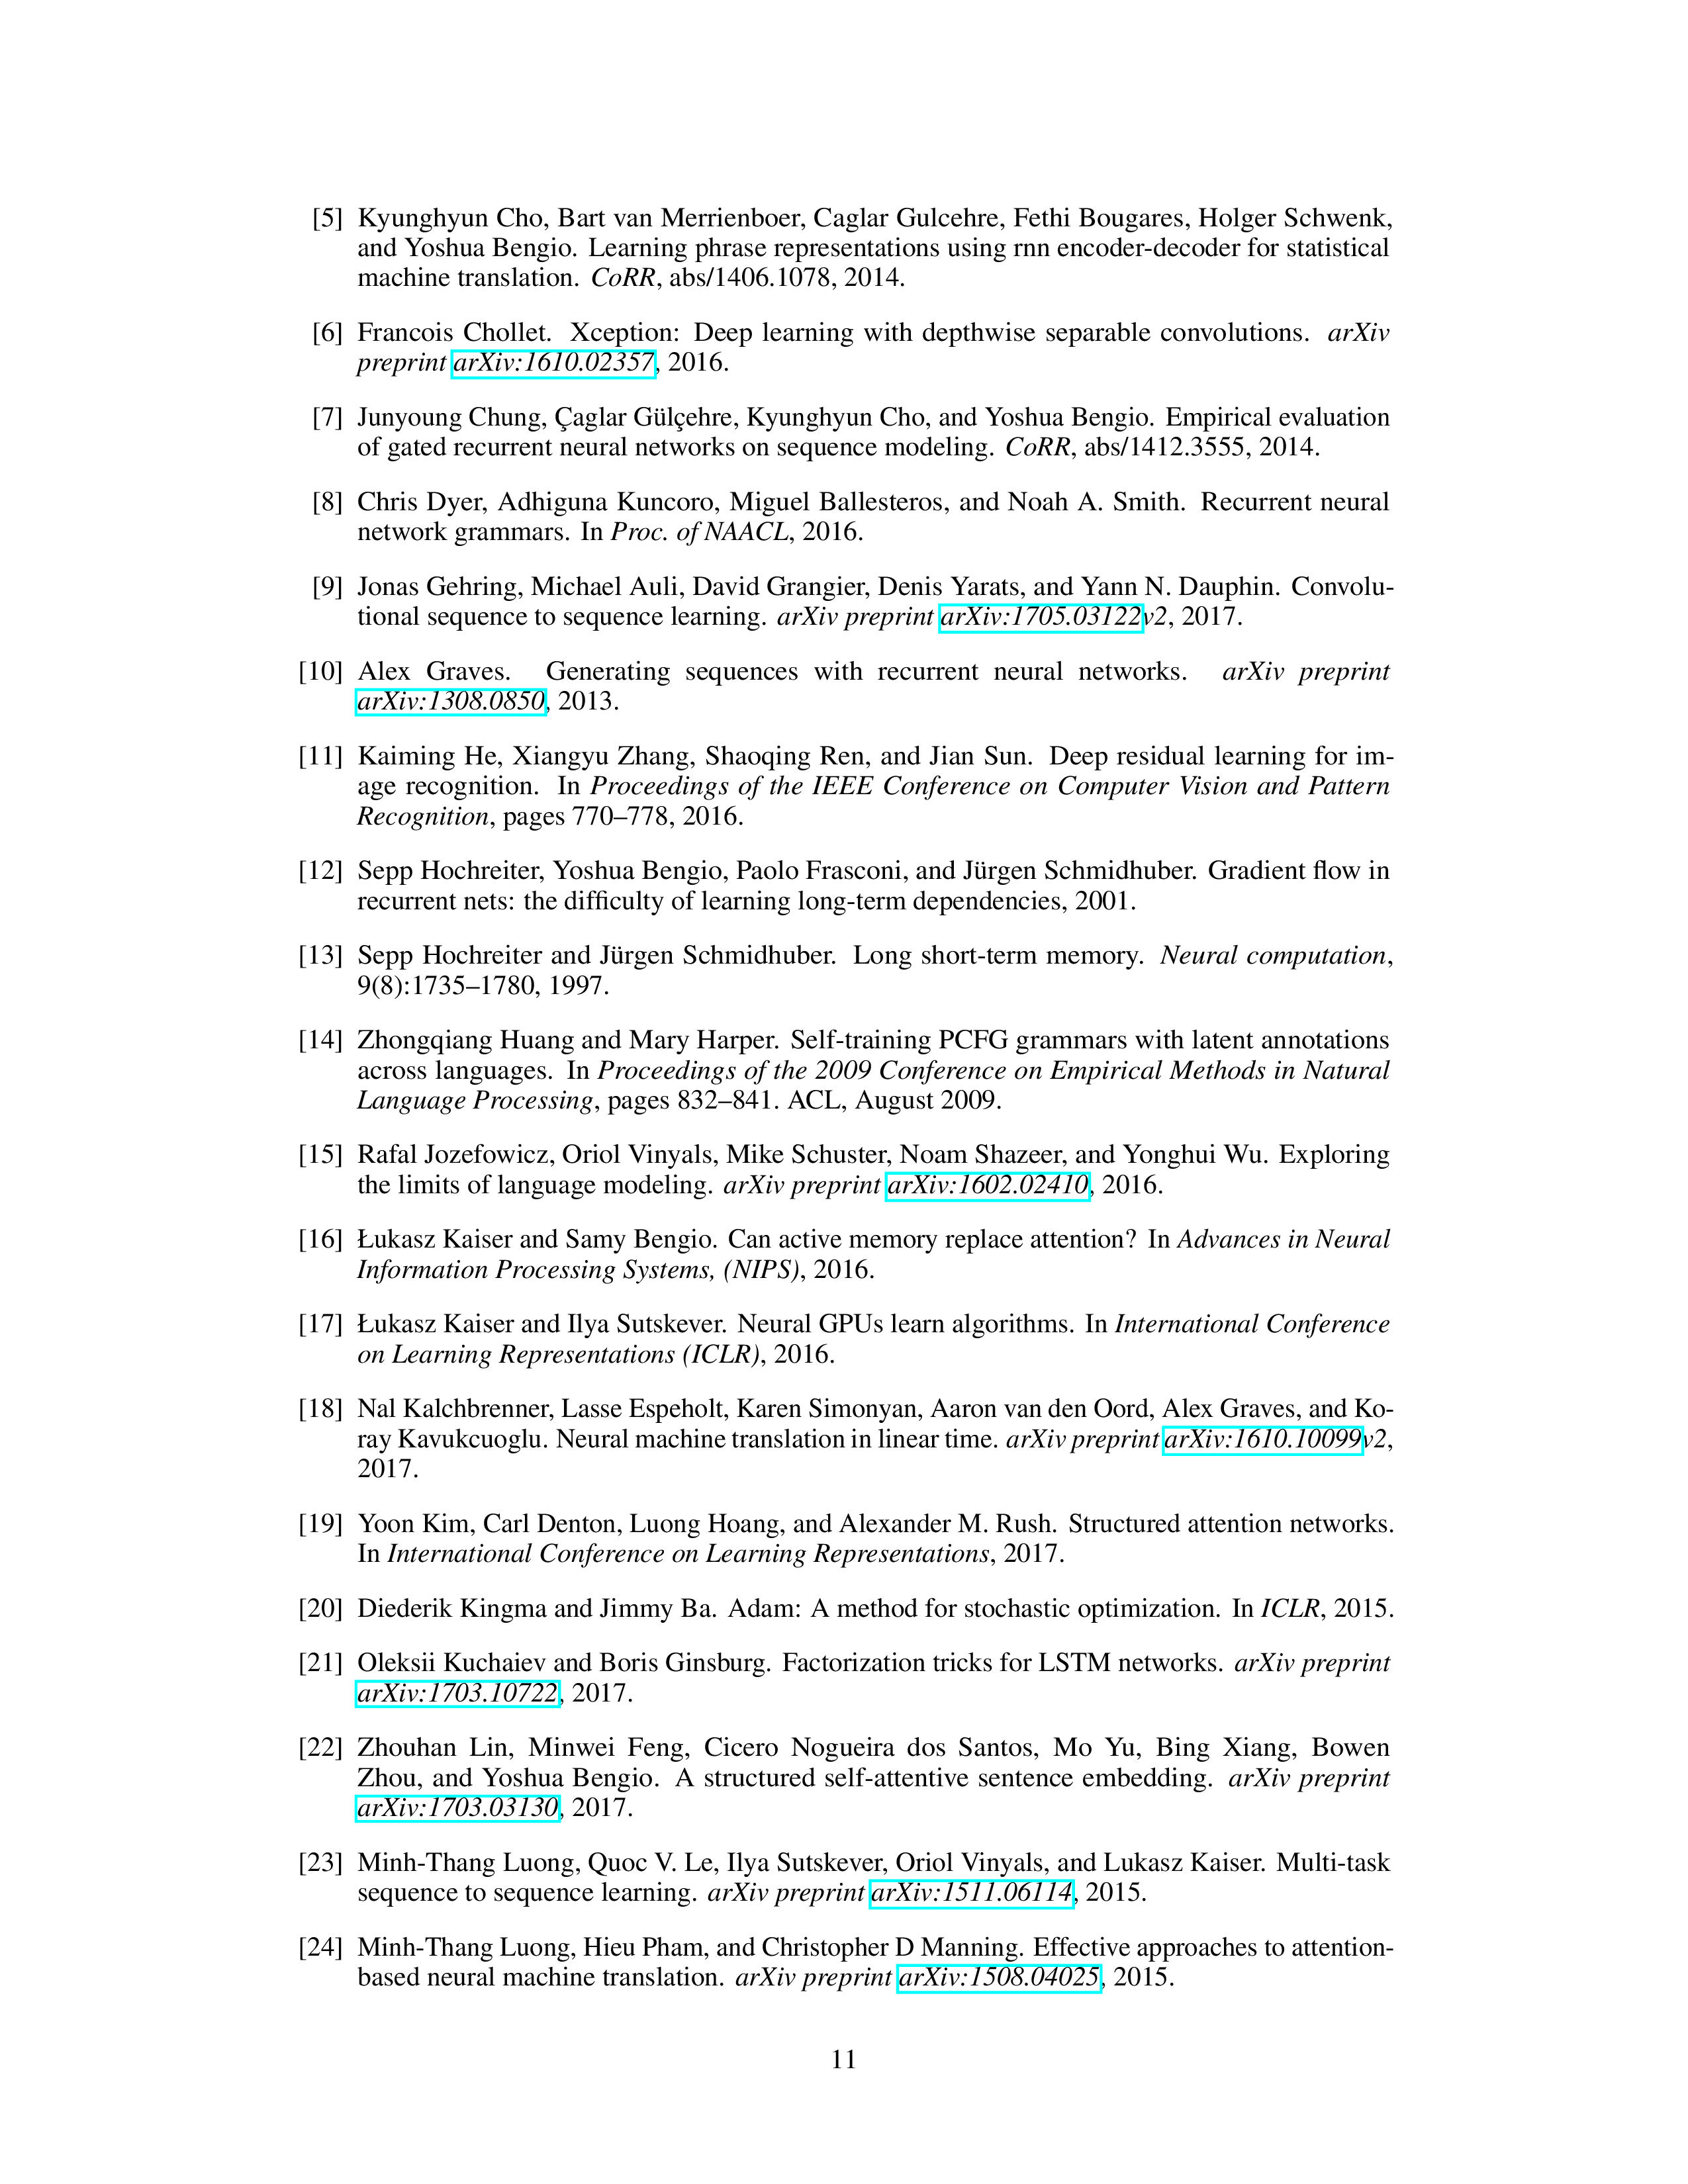 [5] Kyunghyun Cho, Bart van Merrienboer, Caglar Gulcehre, Fethi Bougares, Holger Schwenk,
and Yoshua Bengio. Learning phrase representations using rnn encoder-decoder for statistical
machine translation. CoRR, abs/1406.1078, 2014.
[6] Francois Chollet. Xception: Deep learning with depthwise separable convolutions. arXiv
preprint arXiv:1610.02357, 2016.
[7] Junyoung Chung, Çaglar Gülçehre, Kyunghyun Cho, and Yoshua Bengio. Empirical evaluation
of gated recurrent neural networks on sequence modeling. CoRR, abs/1412.3555, 2014.
[8] Chris Dyer, Adhiguna Kuncoro, Miguel Ballesteros, and Noah A. Smith. Recurrent neural
network grammars. In Proc. of NAACL, 2016.
[9] Jonas Gehring, Michael Auli, David Grangier, Denis Yarats, and Yann N. Dauphin. Convolu-
tional sequence to sequence learning. arXiv preprint arXiv:1705.03122v2, 2017.
[10] Alex Graves. Generating sequences with recurrent neural networks. arXiv preprint
arXiv:1308.0850, 2013.
[11] Kaiming He, Xiangyu Zhang, Shaoqing Ren, and Jian Sun. Deep residual learning for im-
age recognition. In Proceedings of the IEEE Conference on Computer Vision and Pattern
Recognition, pages 770–778, 2016.
[12] Sepp Hochreiter, Yoshua Bengio, Paolo Frasconi, and Jürgen Schmidhuber. Gradient flow in
recurrent nets: the difficulty of learning long-term dependencies, 2001.
[13] Sepp Hochreiter and Jürgen Schmidhuber. Long short-term memory. Neural computation,
9(8):1735–1780, 1997.
[14] Zhongqiang Huang and Mary Harper. Self-training PCFG grammars with latent annotations
across languages. In Proceedings of the 2009 Conference on Empirical Methods in Natural
Language Processing, pages 832–841. ACL, August 2009.
[15] Rafal Jozefowicz, Oriol Vinyals, Mike Schuster, Noam Shazeer, and Yonghui Wu. Exploring
the limits of language modeling. arXiv preprint arXiv:1602.02410, 2016.
[16] Łukasz Kaiser and Samy Bengio. Can active memory replace attention? In Advances in Neural
Information Processing Systems, (NIPS), 2016.
[17] Łukasz Kaiser and Ilya Sutskever. Neural GPUs learn algorithms. In International Conference
on Learning Representations (ICLR), 2016.
[18] Nal Kalchbrenner, Lasse Espeholt, Karen Simonyan, Aaron van den Oord, Alex Graves, and Ko-
ray Kavukcuoglu. Neural machine translation in linear time. arXiv preprint arXiv:1610.10099v2,
2017.
[19] Yoon Kim, Carl Denton, Luong Hoang, and Alexander M. Rush. Structured attention networks.
In International Conference on Learning Representations, 2017.
[20] Diederik Kingma and Jimmy Ba. Adam: A method for stochastic optimization. In ICLR, 2015.
[21] Oleksii Kuchaiev and Boris Ginsburg. Factorization tricks for LSTM networks. arXiv preprint
arXiv:1703.10722, 2017.
[22] Zhouhan Lin, Minwei Feng, Cicero Nogueira dos Santos, Mo Yu, Bing Xiang, Bowen
Zhou, and Yoshua Bengio. A structured self-attentive sentence embedding. arXiv preprint
arXiv:1703.03130, 2017.
[23] Minh-Thang Luong, Quoc V. Le, Ilya Sutskever, Oriol Vinyals, and Lukasz Kaiser. Multi-task
sequence to sequence learning. arXiv preprint arXiv:1511.06114, 2015.
[24] Minh-Thang Luong, Hieu Pham, and Christopher D Manning. Effective approaches to attention-
based neural machine translation. arXiv preprint arXiv:1508.04025, 2015.
11